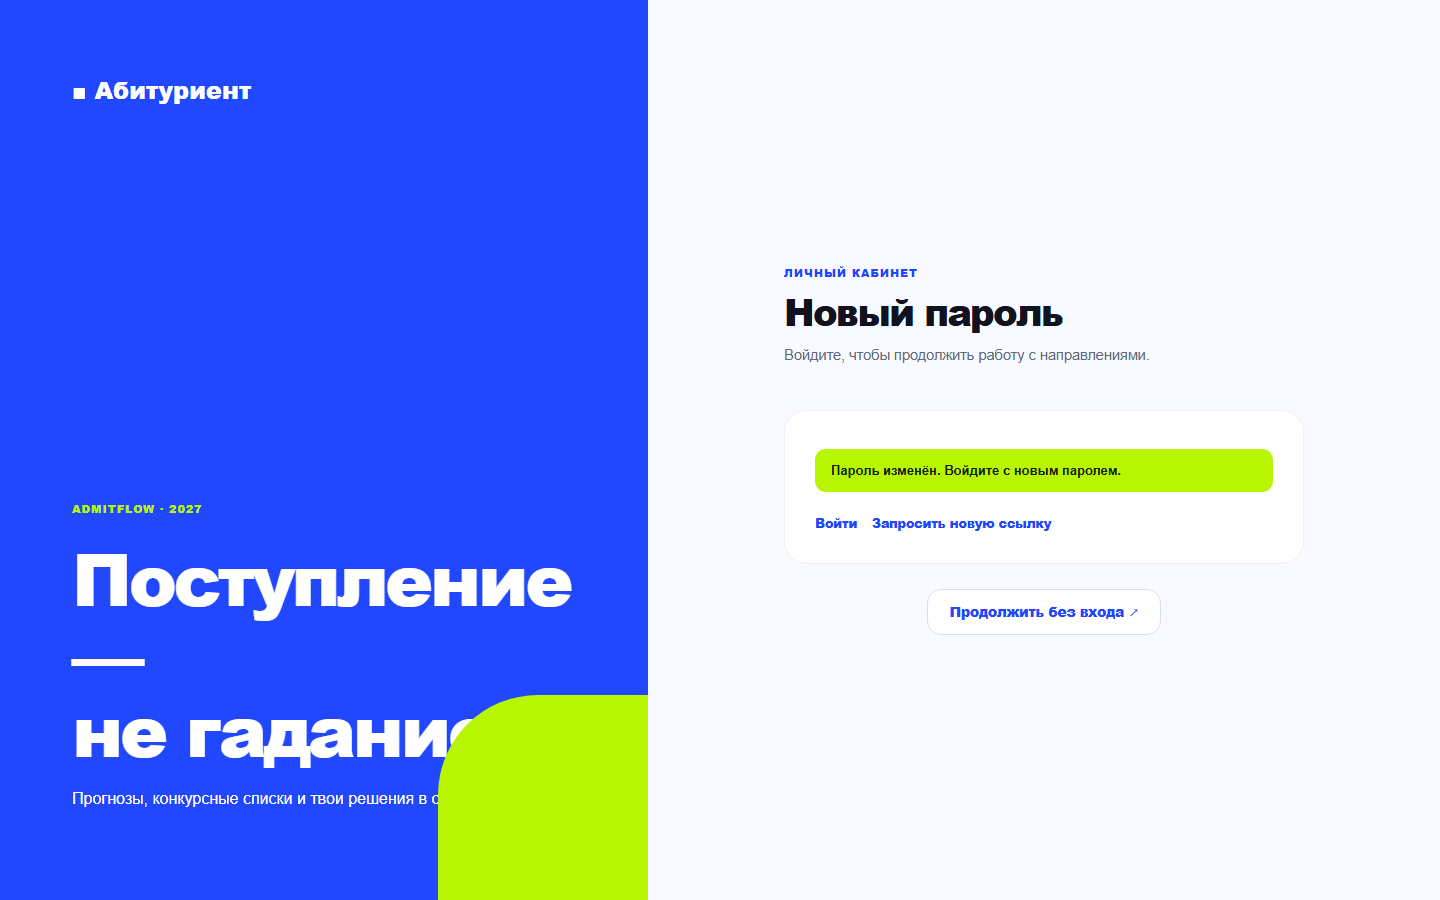 Абитуриент
ADMITFLOW · 2027
Поступление
—
не гадание
Прогнозы, конкурсные списки и твои решения в
ЛИЧНЫЙ КАБИНЕТ
Новый пароль
Войдите, чтобы продолжить работу с направлениями.
Пароль изменён. Войдите с новым паролем.
Войти Запросить новую ссылку
Продолжить без входа ↗